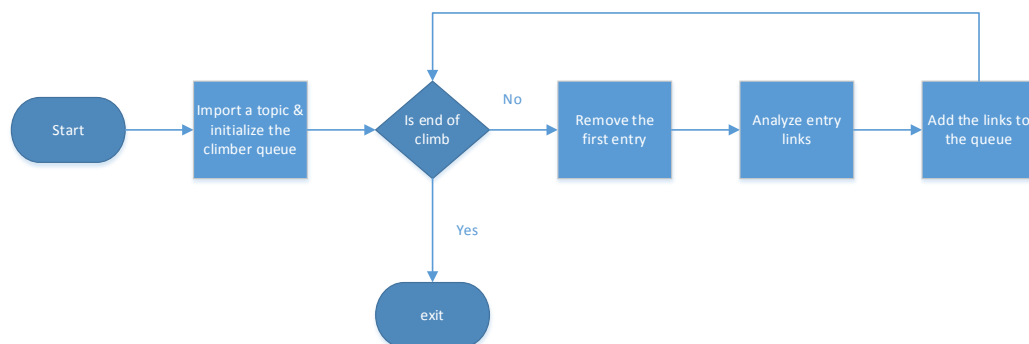 Start
Import a topic &
initialize the
climber queue
Is end of
climb
No
Remove the
first entry
Analyze entry
links
Add the links to
the queue
Yes
exit